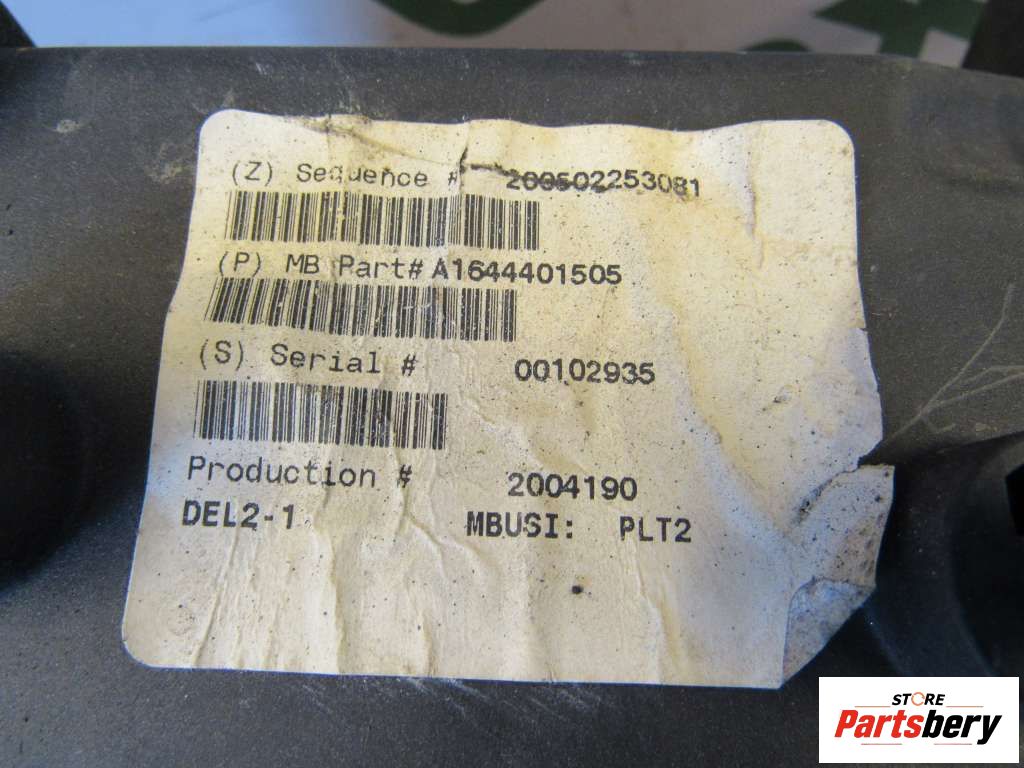 (Z) Sequence # 200502253081
(P) MB Part# A1644401505
(S) Serial # 00102935
Production # 2004190
DEL2-1 MBUSI: PLT2
STORE
Partsbery